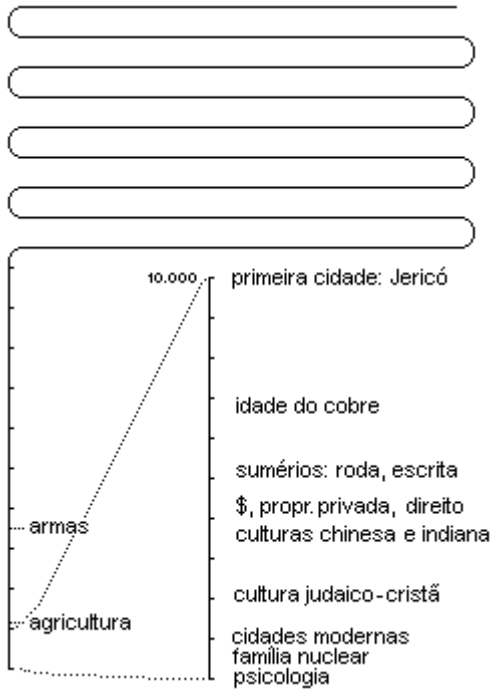 10.000
primeira cidade: Jericó
idade do cobre
sumérios: roda, escrita
$, propr. privada, direito
armas
culturas chinesa e indiana
cultura judaico-cristã
agricultura
cidades modernas
família nuclear
psicologia